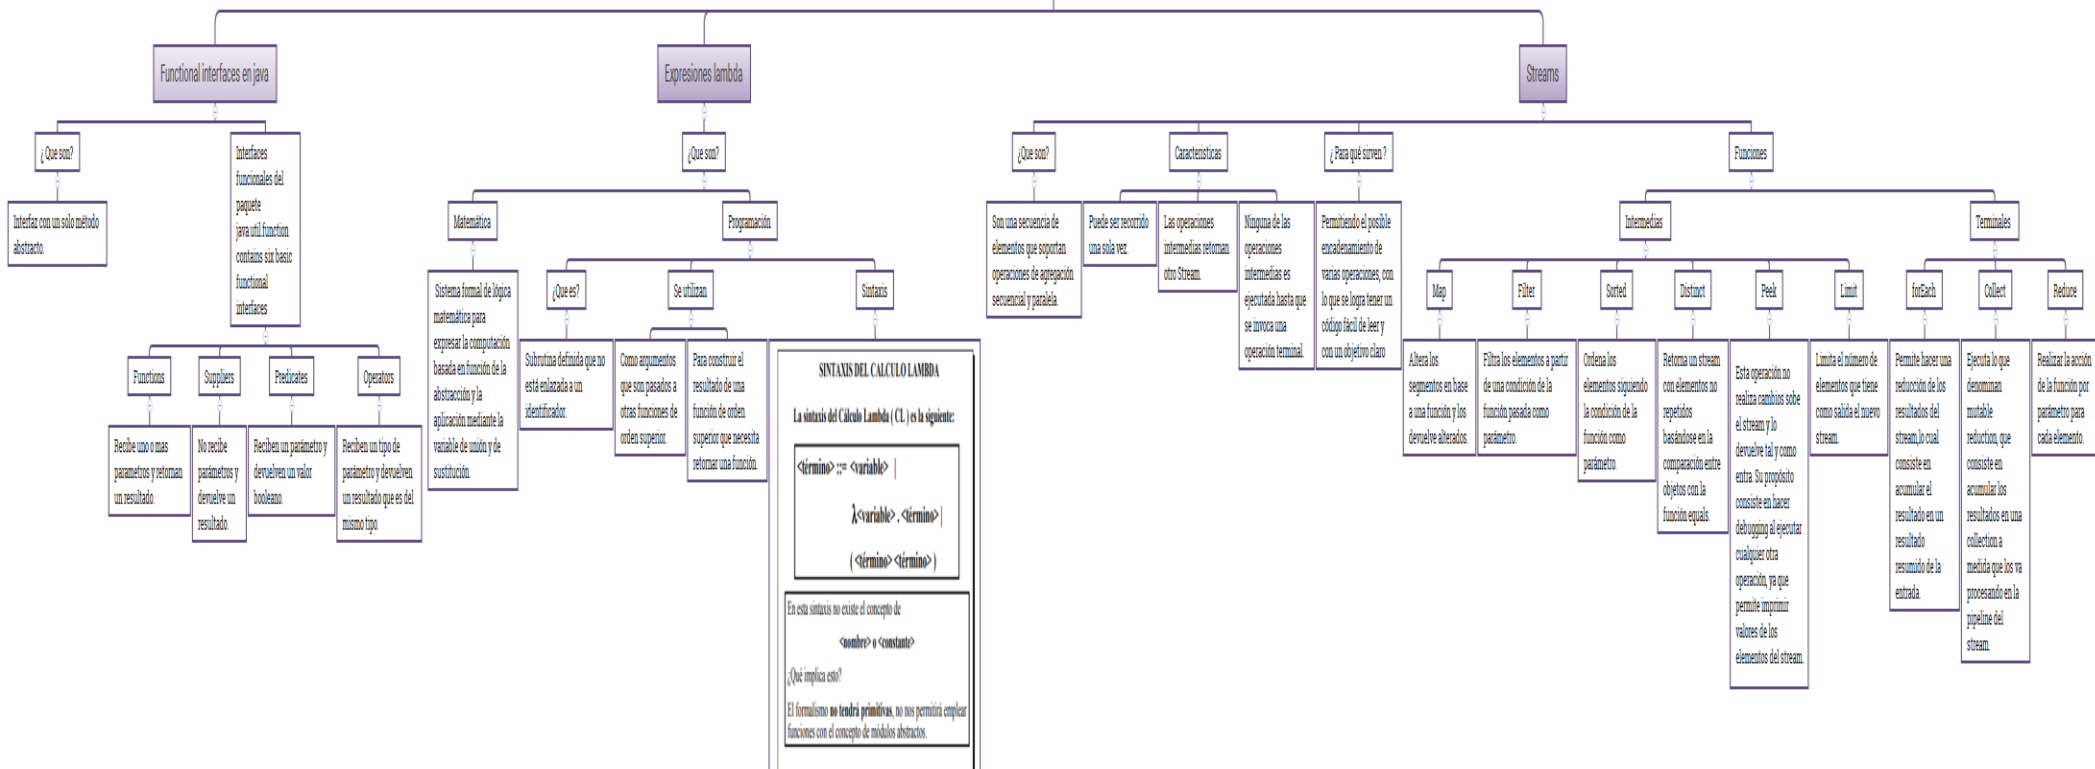 Functional interfaces en java
¿ Que son?
Interfaz con un solo método
abstracto.
Interfaces
funcionales del
paquete
java.util.function
contains six basic
functional
interfaces
Functions
Recibe uno o mas
parametros y retornan
un resultado.
Suppliers
No recibe
parámetros y
devuelve un
resultado.
Predicates
Reciben un parámetro y
devuelven un valor
booleano.
Operators
Reciben un tipo de
parámetro y devuelven
un resultado que es del
mismo tipo.
Expresiones lambda
¿Que son?
Matemática
Sistema formal de lógica
matemática para
expresar la computación
basada en función de la
abstracción y la
aplicación mediante la
variable de unión y de
sustitución.
Programación
¿Que es?
Subrutina definida que no
está enlazada a un
identificador.
Se utilizan
Como argumentos
que son pasados a
otras funciones de
orden superior.
Para construir el
resultado de una
función de orden
superior que necesita
retornar una función.
Sintaxis
SINTAXIS DEL CALCULO LAMBDA
La sintaxis del Cálculo Lambda ( CL ) es la siguiente:
<término> ::= <variable> |
λ<variable> . <término> |
( <término> <término> )
En esta sintaxis no existe el concepto de
<nombre> o <constante>
¿Qué implica esto?
El formalismo no tendrá primitivas, no nos permitirá emplear
funciones con el concepto de módulos abstractos.
Streams
¿Que son?
Son una secuencia de
elementos que soportan
operaciones de agregación
secuencial y paralela.
Características
Puede ser recorrido
una sola vez.
Las operaciones
intermedias retornan
otro Stream.
Ninguna de las
operaciones
intermedias es
ejecutada hasta que
se invoca una
operación terminal.
¿ Para qué sirven ?
Permitiendo el posible
encadenamiento de
varias operaciones, con
lo que se logra tener un
código fácil de leer y
con un objetivo claro
Funciones
Intermedias
Map
Altera los
segmentos en base
a una función y los
devuelve alterados.
Filter
Filtra los elementos a partir
de una condición de la
función pasada como
parámetro.
Sorted
Ordena los
elementos siguiendo
la condición de la
función como
parámetro.
Distinct
Retorna un stream
con elementos no
repetidos
basándose en la
comparación entre
objetos con la
función equals.
Peek
Esta operación no
realiza cambios sobe
el stream y lo
devuelve tal y como
entra. Su propósito
consiste en hacer
debugging al ejecutar
cualquier otra
operación, ya que
permite imprimir
valores de los
elementos del stream.
Limit
Limita el número de
elementos que tiene
como salida el nuevo
stream.
Terminales
forEach
Permite hacer una
reducción de los
resultados del
stream,lo cual
consiste en
acumular el
resultado en un
resultado
resumido de la
entrada.
Collect
Ejecuta lo que
denominan
mutable
reduction, que
consiste en
acumular los
resultados en una
collection a
medida que los va
procesando en la
pipeline del
stream.
Reduce
Realizar la acción
de la función por
parámetro para
cada elemento.